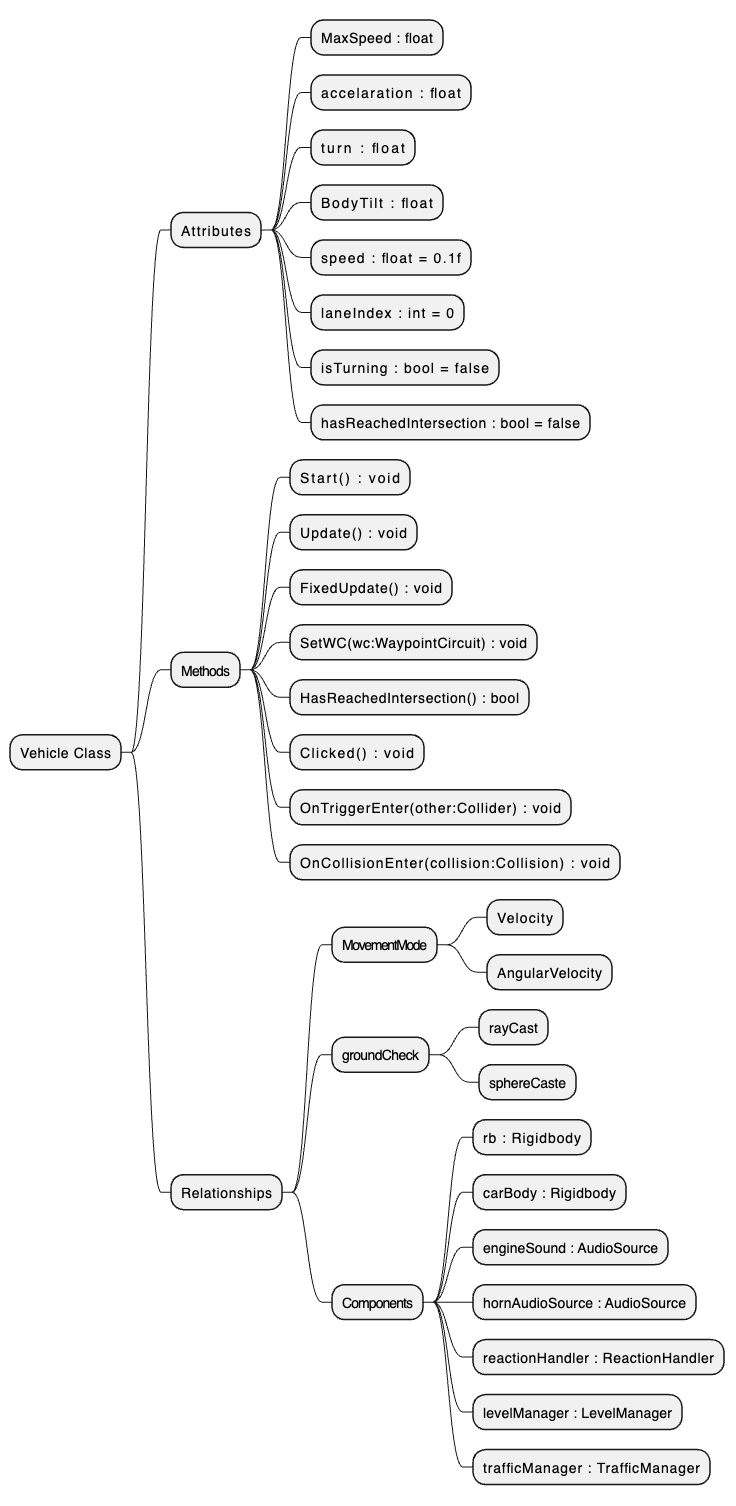 MaxSpeed : float
accelaration : float
turn : float
BodyTilt : float
Attributes
speed : float = 0.1f
laneIndex : int = 0
isTurning : bool = false
hasReachedIntersection : bool = false
Start() : void
Update() : void
FixedUpdate() : void
SetWC(wc:WaypointCircuit) : void
Methods
HasReachedIntersection() : bool
Vehicle Class
Clicked() : void
OnTriggerEnter(other:Collider) : void
OnCollisionEnter(collision:Collision) : void
MovementMode
Velocity
AngularVelocity
groundCheck
rayCast
sphereCaste
Relationships
Components
rb : Rigidbody
carBody : Rigidbody
engineSound : AudioSource
hornAudioSource : AudioSource
reactionHandler : ReactionHandler
levelManager : LevelManager
trafficManager : TrafficManager